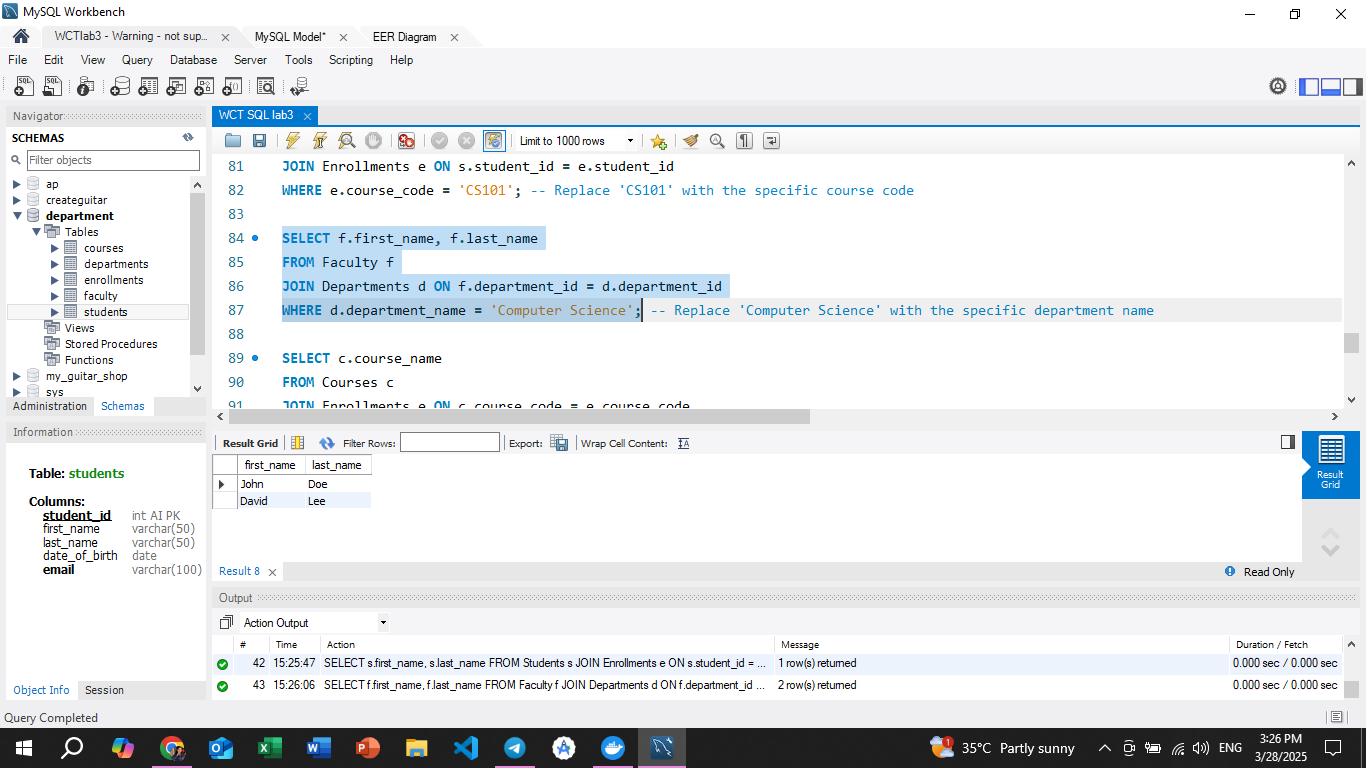 MySQL Workbench
WCTlab3 - Warning - not sup...
MySQL Model*
EER Diagram
File Edit View Query Database Server Tools Scripting Help
Navigator
SCHEMAS
Filter objects
ap
createguitar
department
Tables
courses
departments
enrollments
faculty
students
Views
Stored Procedures
Functions
my_guitar_shop
sys
Administration Schemas
Information
Table: students
Columns:
student_id int AI PK
first_name varchar(50)
last_name varchar(50)
date_of_birth date
email varchar(100)
Object Info Session
WCT SQL lab3
Limit to 1000 rows
81 JOIN Enrollments e ON s.student_id = e.student_id
82 WHERE e.course_code = 'CS101'; -- Replace 'CS101' with the specific course code
83
84 SELECT f.first_name, f.last_name
85 FROM Faculty f
86 JOIN Departments d ON f.department_id = d.department_id
87 WHERE d.department_name = 'Computer Science'; -- Replace 'Computer Science' with the specific department name
88
89 SELECT c.course_name
90 FROM Courses c
91 JOIN Enrollments e ON c.course_code = e.course_code
Result Grid Filter Rows: Export: Wrap Cell Content:
first_name last_name
John Doe
David Lee
Result Grid
Result 8
Read Only
Output
Action Output
# Time Action Message Duration / Fetch
42 15:25:47 SELECT s.first_name, s.last_name FROM Students s JOIN Enrollments e ON s.student_id = ... 1 row(s) returned 0.000 sec / 0.000 sec
43 15:26:06 SELECT f.first_name, f.last_name FROM Faculty f JOIN Departments d ON f.department_id ... 2 row(s) returned 0.000 sec / 0.000 sec
Query Completed
1
35°C Partly sunny
ENG
3:26 PM
3/28/2025